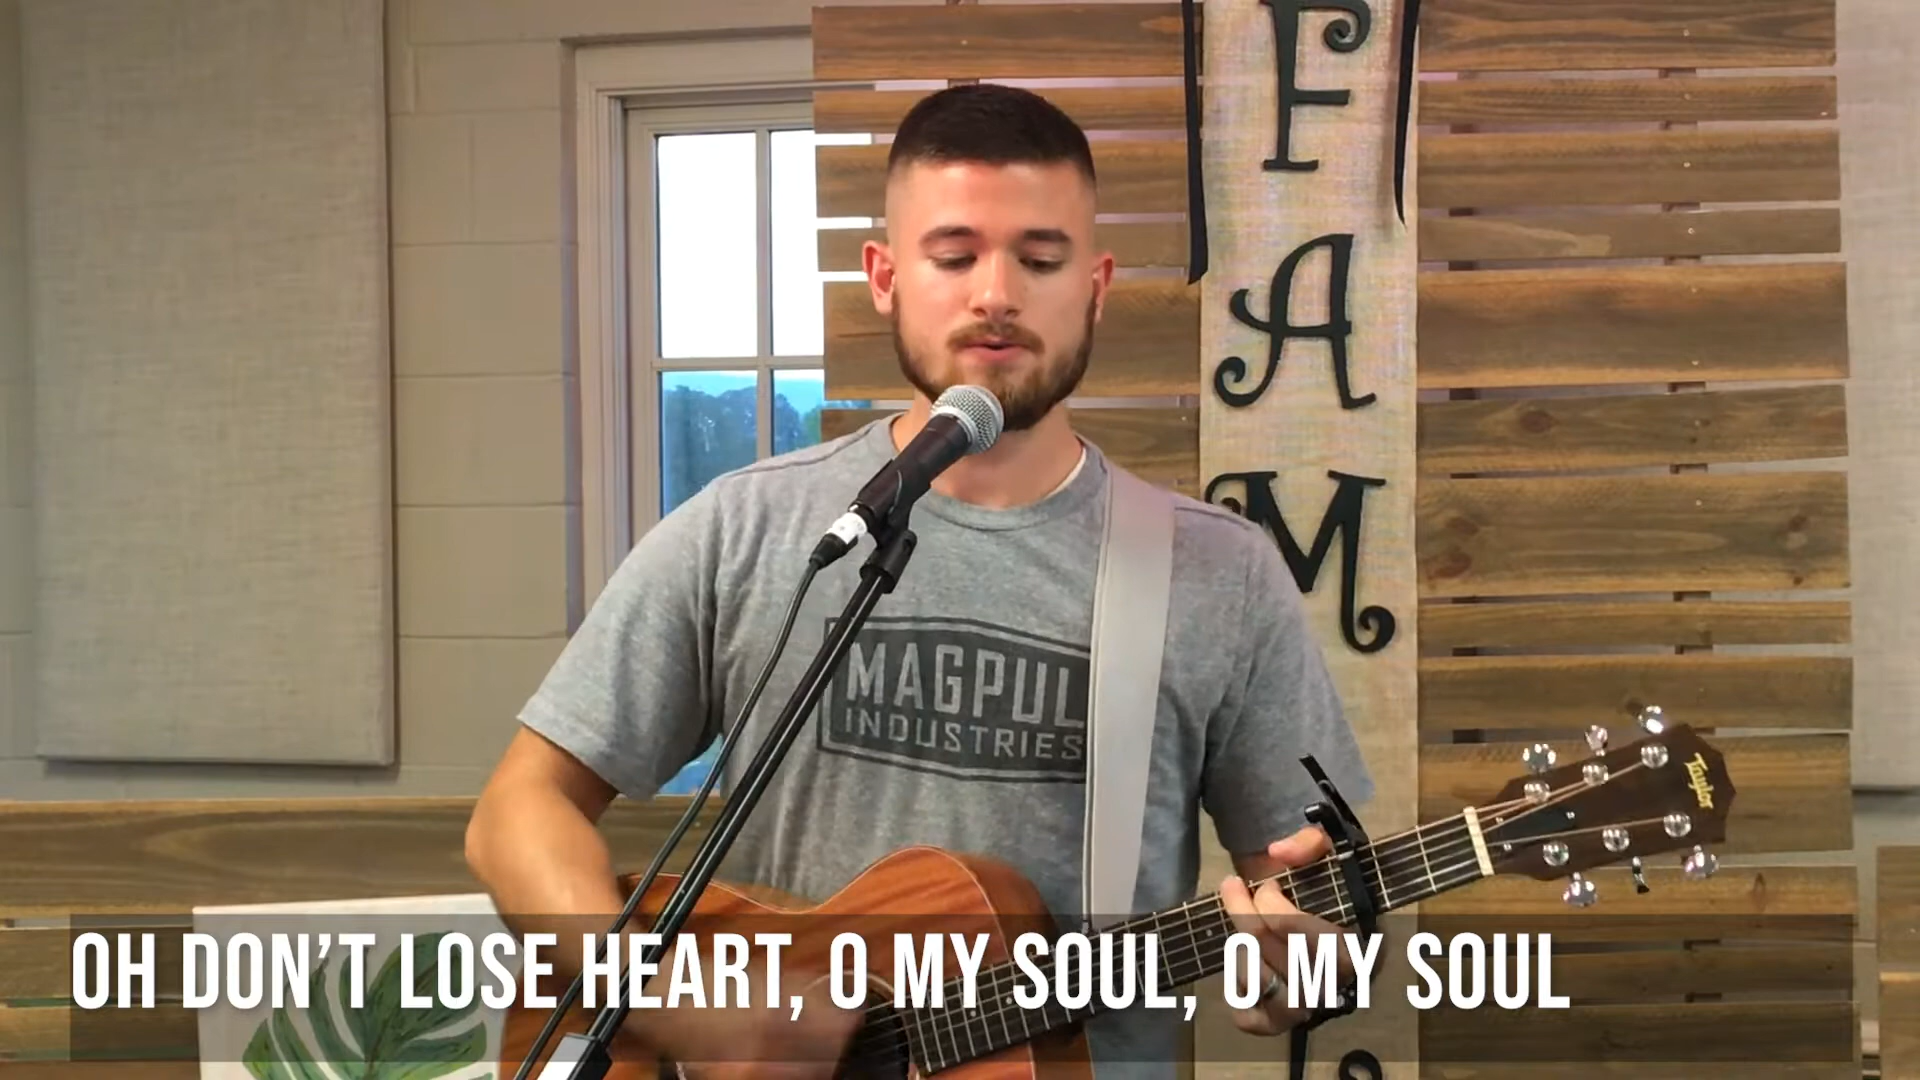 F
A
M
MAGPUL
INDUSTRIES
Taylor
OH DON’T LOSE HEART, O MY SOUL, O MY SOUL